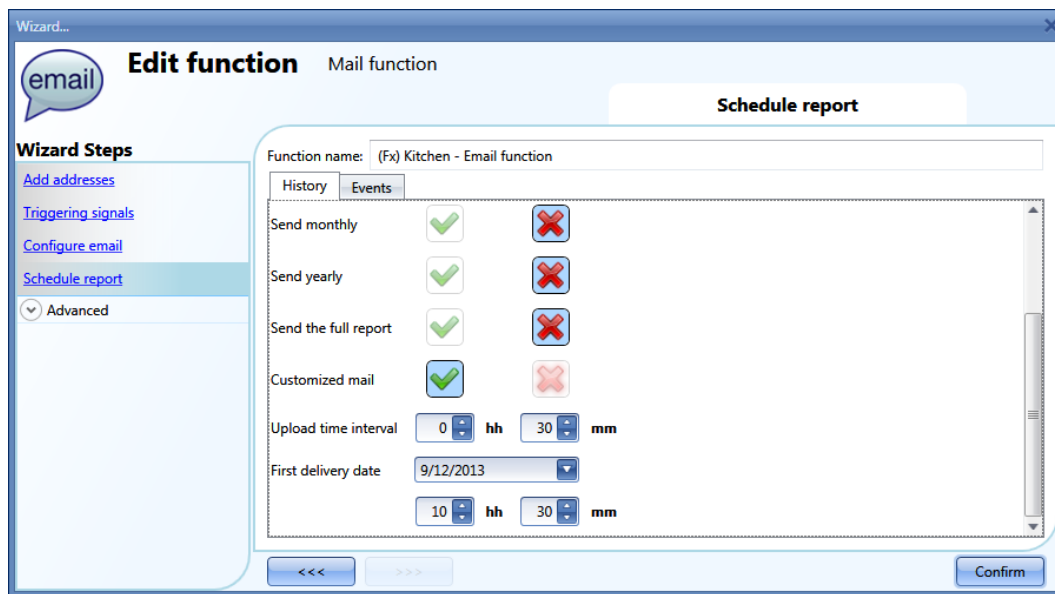 Wizard...
email
Edit function Mail function
Schedule report
Wizard Steps
Add addresses
Triggering signals
Configure email
Schedule report
Advanced
Function name: (Fx) Kitchen - Email function
History Events
Send monthly
Send yearly
Send the full report
Customized mail
Upload time interval 0 hh 30 mm
First delivery date 9/12/2013
10 hh 30 mm
<<< >>> Confirm